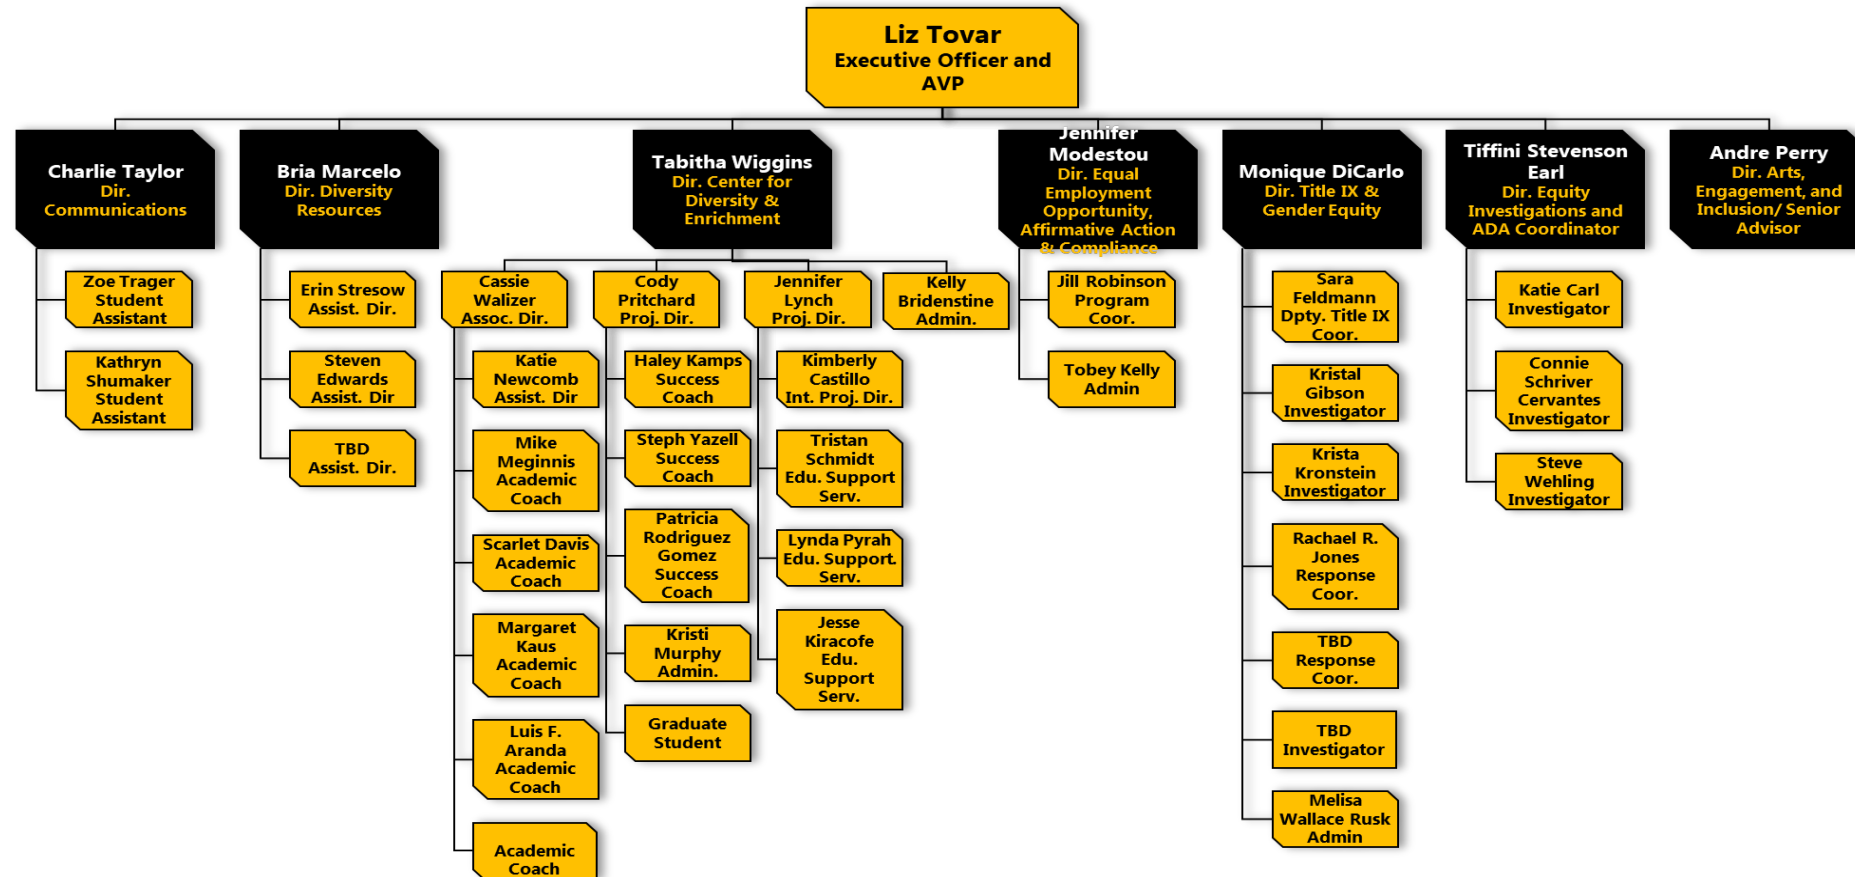 Liz Tovar
Executive Officer and
AVP
Charlie Taylor
Dir.
Communications
Zoe Trager
Student
Assistant
Kathryn
Shumaker
Student
Assistant
Bria Marcelo
Dir. Diversity
Resources
Erin Stresow
Assist. Dir.
Steven
Edwards
Assist. Dir
TBD
Assist. Dir.
Tabitha Wiggins
Dir. Center for
Diversity &
Enrichment
Cassie
Walizer
Assoc. Dir.
Katie
Newcomb
Assist. Dir
Mike
Meginnis
Academic
Coach
Scarlet Davis
Academic
Coach
Margaret
Kaus
Academic
Coach
Luis F.
Aranda
Academic
Coach
Academic
Coach
Cody
Pritchard
Proj. Dir.
Haley Kamps
Success
Coach
Steph Yazell
Success
Coach
Patricia
Rodriguez
Gomez
Success
Coach
Kristi
Murphy
Admin.
Graduate
Student
Jennifer
Lynch
Proj. Dir.
Kimberly
Castillo
Int. Proj. Dir.
Tristan
Schmidt
Edu. Support
Serv.
Lynda Pyrah
Edu. Support.
Serv.
Jesse
Kiracofe
Edu.
Support
Serv.
Kelly
Bridenstine
Admin.
Jennifer
Modestou
Dir. Equal
Employment
Opportunity,
Affirmative Action
& Compliance
Jill Robinson
Program
Coor.
Tobey Kelly
Admin
Monique DiCarlo
Dir. Title IX &
Gender Equity
Sara
Feldmann
Dpty. Title IX
Coor.
Kristal
Gibson
Investigator
Krista
Kronstein
Investigator
Rachael R.
Jones
Response
Coor.
TBD
Response
Coor.
TBD
Investigator
Melisa
Wallace Rusk
Admin
Tiffini Stevenson
Earl
Dir. Equity
Investigations and
ADA Coordinator
Katie Carl
Investigator
Connie
Schriver
Cervantes
Investigator
Steve
Wehling
Investigator
Andre Perry
Dir. Arts,
Engagement, and
Inclusion/ Senior
Advisor